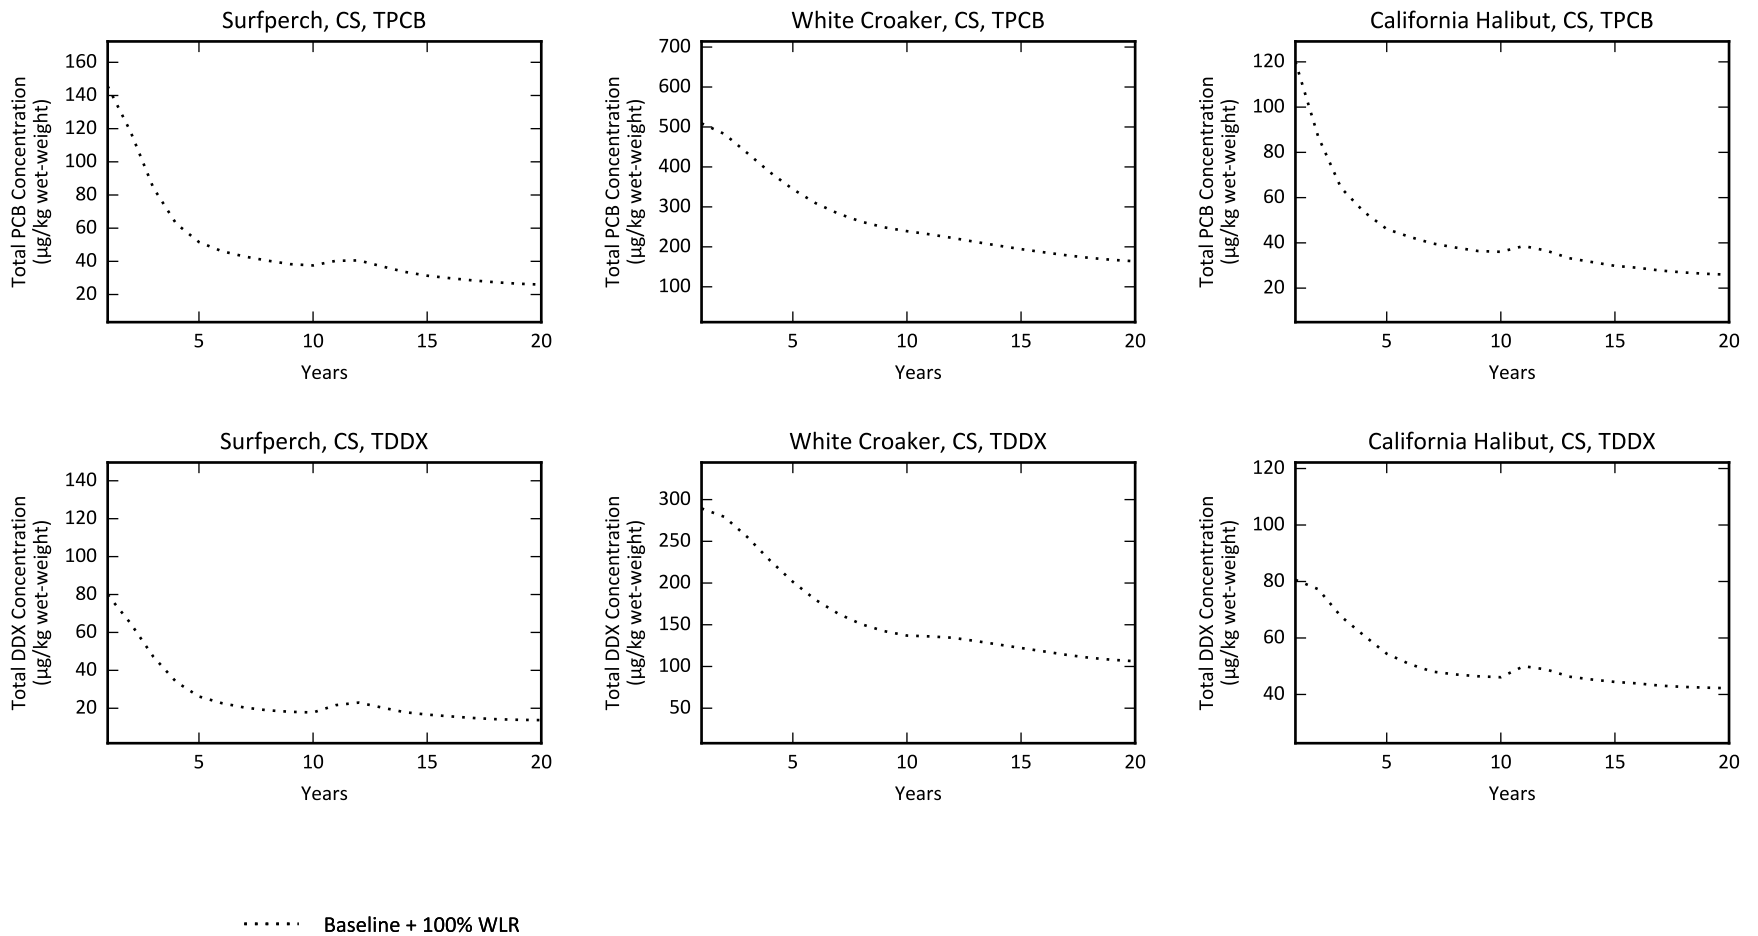 Surfperch, CS, TPCB
Total PCB Concentration
(µg/kg wet-weight)
160
140
120
100
80
60
40
20
5 10 15 20
Years
White Croaker, CS, TPCB
Total PCB Concentration
(µg/kg wet-weight)
700
600
500
400
300
200
100
5 10 15 20
Years
California Halibut, CS, TPCB
Total PCB Concentration
(µg/kg wet-weight)
120
100
80
60
40
20
5 10 15 20
Years
Surfperch, CS, TDDX
Total DDX Concentration
(µg/kg wet-weight)
140
120
100
80
60
40
20
5 10 15 20
Years
White Croaker, CS, TDDX
Total DDX Concentration
(µg/kg wet-weight)
300
250
200
150
100
50
5 10 15 20
Years
California Halibut, CS, TDDX
Total DDX Concentration
(µg/kg wet-weight)
120
100
80
60
40
5 10 15 20
Years
Baseline + 100% WLR